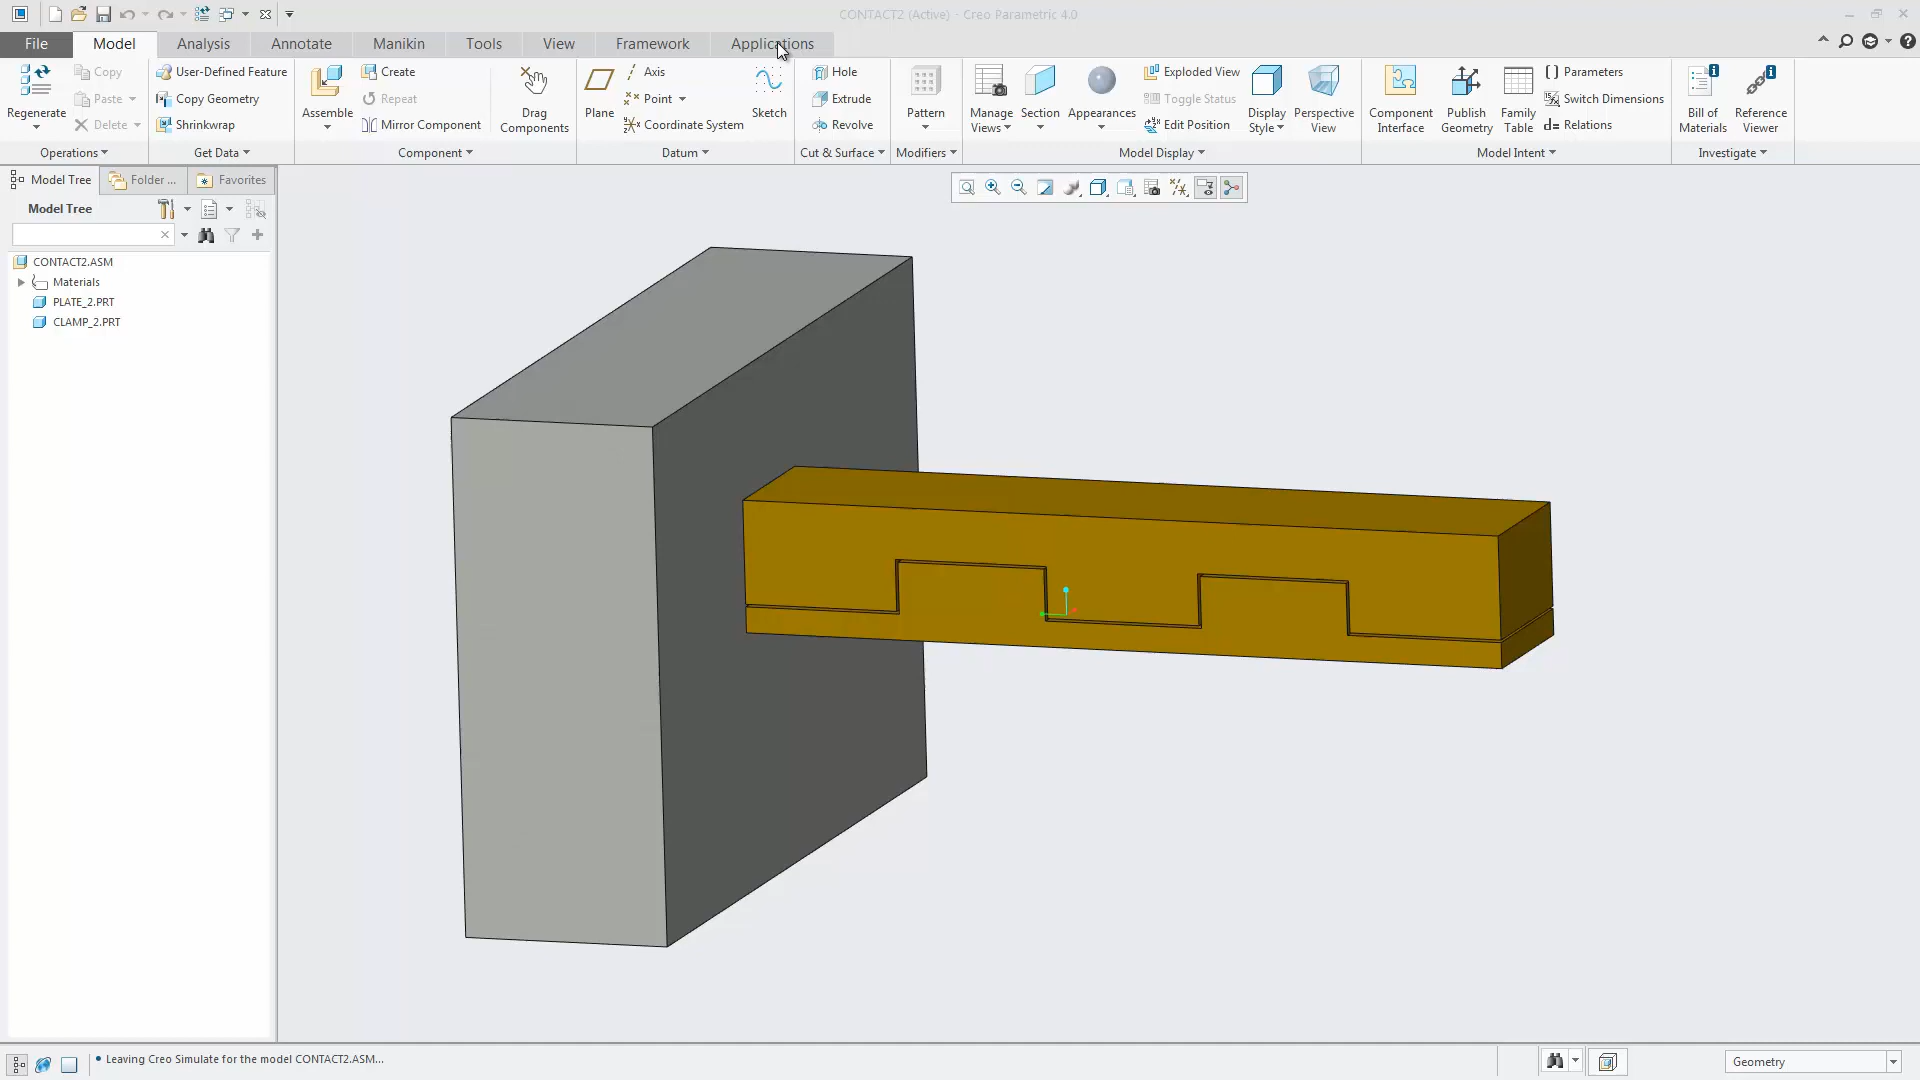 CONTACT2 (Active) - Creo Parametric 4.0
File Model Analysis Annotate Manikin Tools View Framework Applications
Regenerate
Copy
Paste
Delete
Operations
User-Defined Feature
Copy Geometry
Shrinkwrap
Get Data
Assemble
Create
Repeat
Mirror Component
Drag
Components
Component
Plane
Axis
Point
Coordinate System
Sketch
Datum
Hole
Extrude
Revolve
Cut & Surface
Pattern
Modifiers
Manage
Views
Section
Appearances
Exploded View
Toggle Status
Edit Position
Display
Style
Perspective
View
Model Display
Component
Interface
Publish
Geometry
Family
Table
Parameters
Switch Dimensions
d= Relations
Model Intent
Bill of
Materials
Reference
Viewer
Investigate
Model Tree Folder ... Favorites
Model Tree
CONTACT2.ASM
Materials
PLATE_2.PRT
CLAMP_2.PRT
• Leaving Creo Simulate for the model CONTACT2.ASM...
Geometry